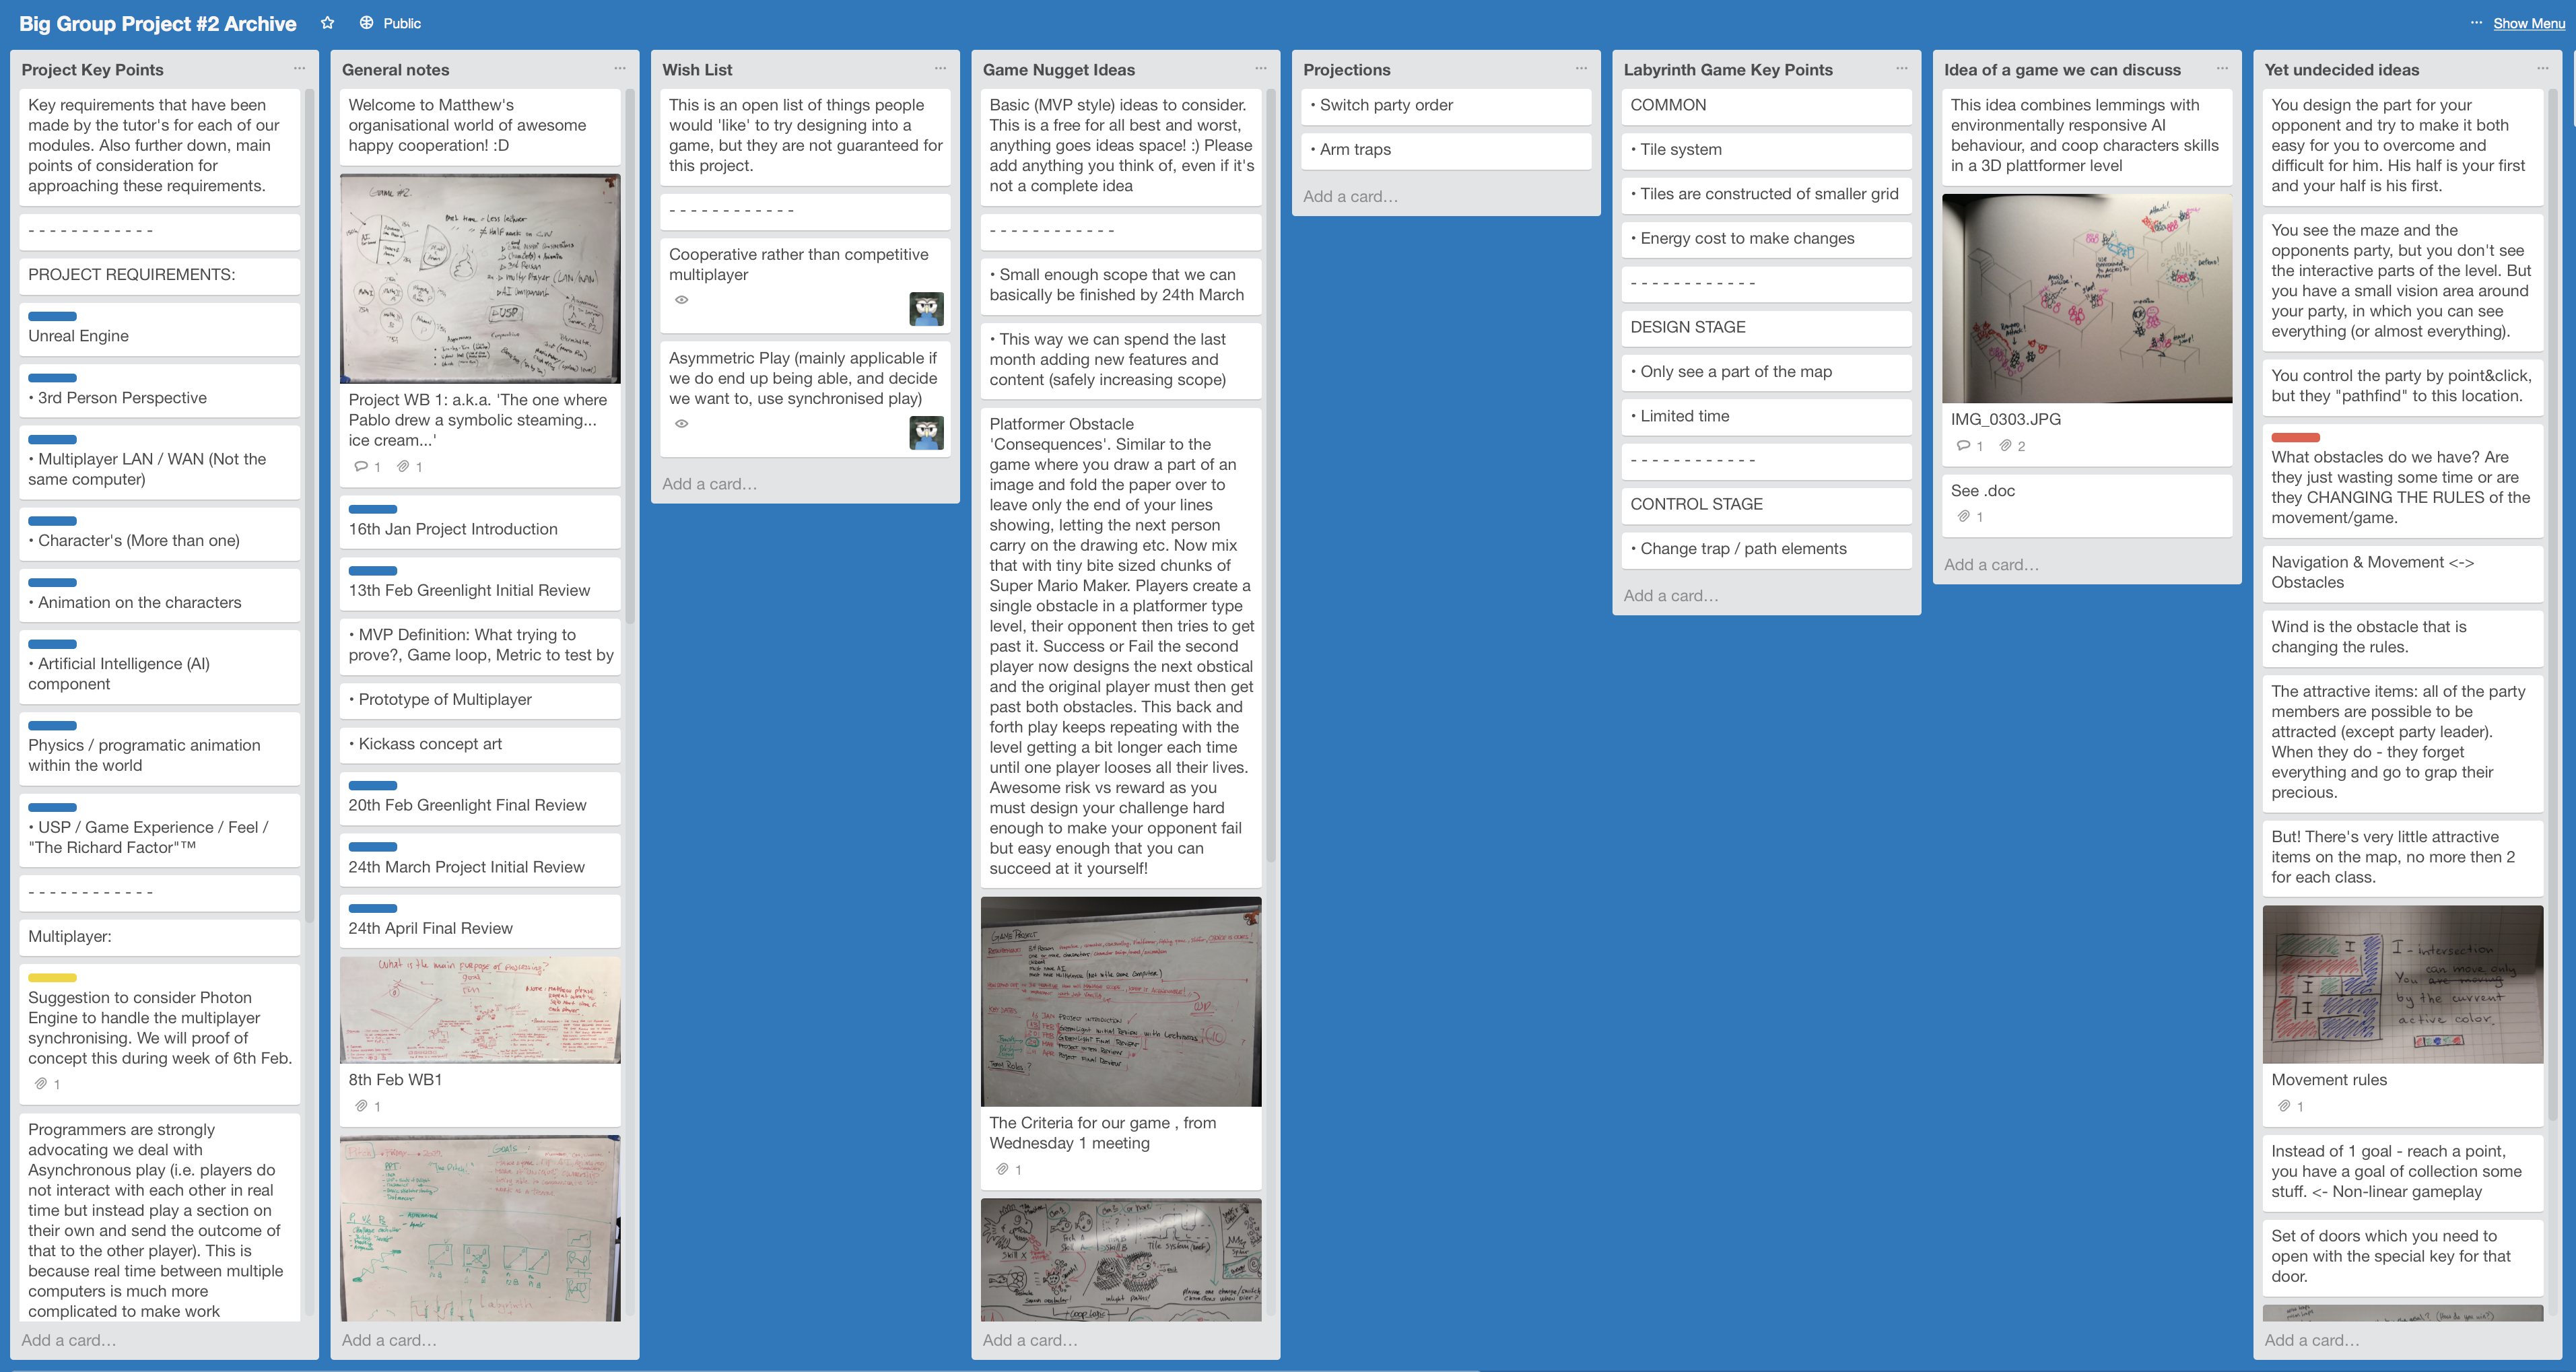 Big Group Project #2 Archive
Public
Show Menu
Project Key Points
Key requirements that have been
made by the tutor's for each of our
modules. Also further down, main
points of consideration for
approaching these requirements.
- - - - - - - - - - - -
PROJECT REQUIREMENTS:
Unreal Engine
• 3rd Person Perspective
• Multiplayer LAN / WAN (Not the
same computer)
• Character's (More than one)
• Animation on the characters
• Artificial Intelligence (AI)
component
Physics / programatic animation
within the world
• USP / Game Experience / Feel /
"The Richard Factor"™
- - - - - - - - - - - -
Multiplayer:
Suggestion to consider Photon
Engine to handle the multiplayer
synchronising. We will proof of
concept this during week of 6th Feb.
1
Programmers are strongly
advocating we deal with
Asynchronous play (i.e. players do
not interact with each other in real
time but instead play a section on
their own and send the outcome of
that to the other player). This is
because real time between multiple
computers is much more
complicated to make work
Add a card...
General notes
Welcome to Matthew's
organisational world of awesome
happy cooperation! :D
Game #2.
USP
Project WB 1: a.k.a. 'The one where
Pablo drew a symbolic steaming...
ice cream...'
1 1
16th Jan Project Introduction
13th Feb Greenlight Initial Review
• MVP Definition: What trying to
prove?, Game loop, Metric to test by
• Prototype of Multiplayer
• Kickass concept art
20th Feb Greenlight Final Review
24th March Project Initial Review
24th April Final Review
What is the main purpose of
goal
8th Feb WB1
1
Goals
"The Pitch"
Labyrinth
Add a card...
Wish List
This is an open list of things people
would 'like' to try designing into a
game, but they are not guaranteed for
this project.
- - - - - - - - - - - -
Cooperative rather than competitive
multiplayer
Asymmetric Play (mainly applicable if
we do end up being able, and decide
we want to, use synchronised play)
Add a card...
Game Nugget Ideas
Basic (MVP style) ideas to consider.
This is a free for all best and worst,
anything goes ideas space! :) Please
add anything you think of, even if it's
not a complete idea
- - - - - - - - - - - -
• Small enough scope that we can
basically be finished by 24th March
• This way we can spend the last
month adding new features and
content (safely increasing scope)
Platformer Obstacle
'Consequences'. Similar to the
game where you draw a part of an
image and fold the paper over to
leave only the end of your lines
showing, letting the next person
carry on the drawing etc. Now mix
that with tiny bite sized chunks of
Super Mario Maker. Players create a
single obstacle in a platformer type
level, their opponent then tries to get
past it. Success or Fail the second
player now designs the next obstical
and the original player must then get
past both obstacles. This back and
forth play keeps repeating with the
level getting a bit longer each time
until one player looses all their lives.
Awesome risk vs reward as you
must design your challenge hard
enough to make your opponent fail
but easy enough that you can
succeed at it yourself!
GAME PROJECT
PROJECT INTRODUCTION
The Criteria for our game , from
Wednesday 1 meeting
1
Add a card...
Projections
• Switch party order
• Arm traps
Add a card...
Labyrinth Game Key Points
COMMON
• Tile system
• Tiles are constructed of smaller grid
• Energy cost to make changes
- - - - - - - - - - - -
DESIGN STAGE
• Only see a part of the map
• Limited time
- - - - - - - - - - - -
CONTROL STAGE
• Change trap / path elements
Add a card...
Idea of a game we can discuss
This idea combines lemmings with
environmentally responsive AI
behaviour, and coop characters skills
in a 3D plattformer level
IMG_0303.JPG
1 2
See .doc
1
Add a card...
Yet undecided ideas
You design the part for your
opponent and try to make it both
easy for you to overcome and
difficult for him. His half is your first
and your half is his first.
You see the maze and the
opponents party, but you don't see
the interactive parts of the level. But
you have a small vision area around
your party, in which you can see
everything (or almost everything).
You control the party by point&click,
but they "pathfind" to this location.
What obstacles do we have? Are
they just wasting some time or are
they CHANGING THE RULES of the
movement/game.
Navigation & Movement <->
Obstacles
Wind is the obstacle that is
changing the rules.
The attractive items: all of the party
members are possible to be
attracted (except party leader).
When they do - they forget
everything and go to grap their
precious.
But! There's very little attractive
items on the map, no more then 2
for each class.
I - intersection
can move only
You are moving
by the current
active color.
Movement rules
1
Instead of 1 goal - reach a point,
you have a goal of collection some
stuff. <- Non-linear gameplay
Set of doors which you need to
open with the special key for that
door.
Add a card...